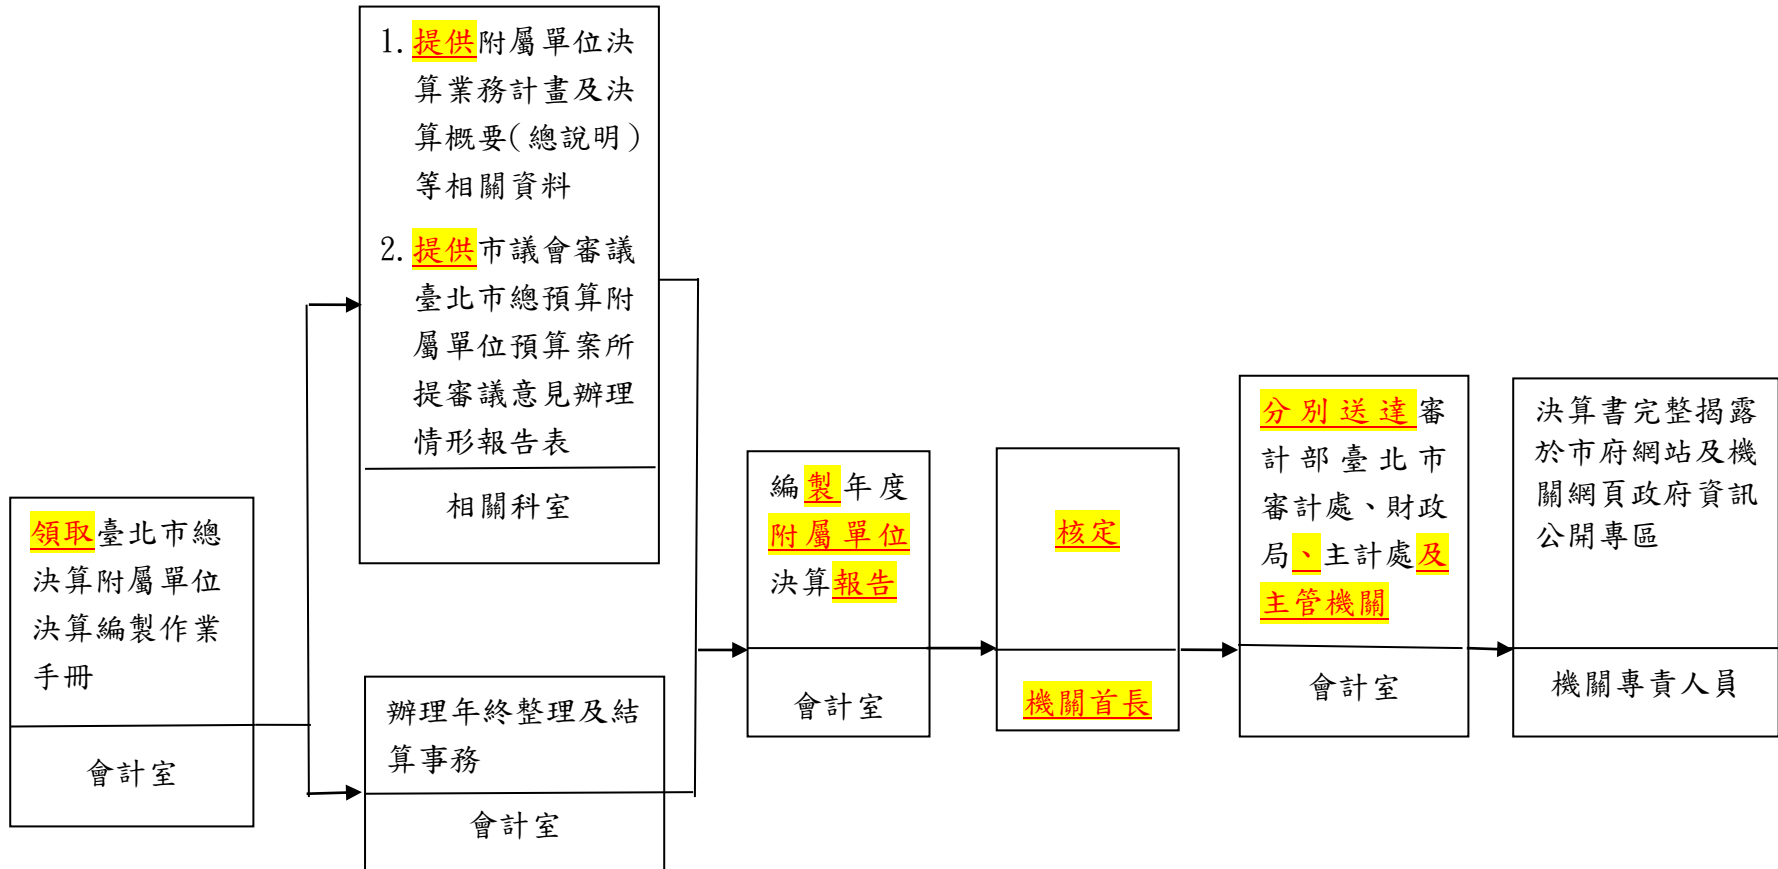 領取臺北市總
決算附屬單位
決算編製作業
手冊
會計室
1.提供附屬單位決
算業務計畫及決
算概要(總說明)
等相關資料
2.提供市議會審議
臺北市總預算附
屬單位預算案所
提審議意見辦理
情形報告表
相關科室
辦理年終整理及結
算事務
會計室
編製年度
附屬單位
決算報告
會計室
核定
機關首長
分別送達審
計部臺北市
審計處、財政
局、主計處及
主管機關
會計室
決算書完整揭露
於市府網站及機
關網頁政府資訊
公開專區
機關專責人員